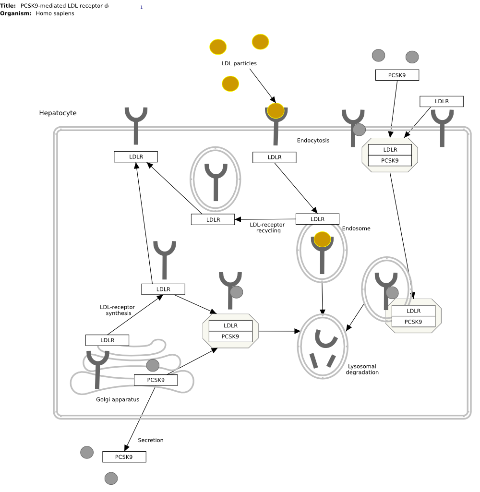 Title: PCSK9-mediated LDL receptor d
Organism: Homo sapiens
LDL particles
PCSK9
LDLR
Hepatocyte
Endocytosis
LDLR
LDLR
LDLR
PCSK9
LDLR
LDLR
LDL-receptor
recycling
Endosome
LDLR
LDL-receptor
synthesis
LDLR
PCSK9
LDLR
PCSK9
LDLR
PCSK9
Lysosomal
degradation
Golgi apparatus
Secretion
PCSK9